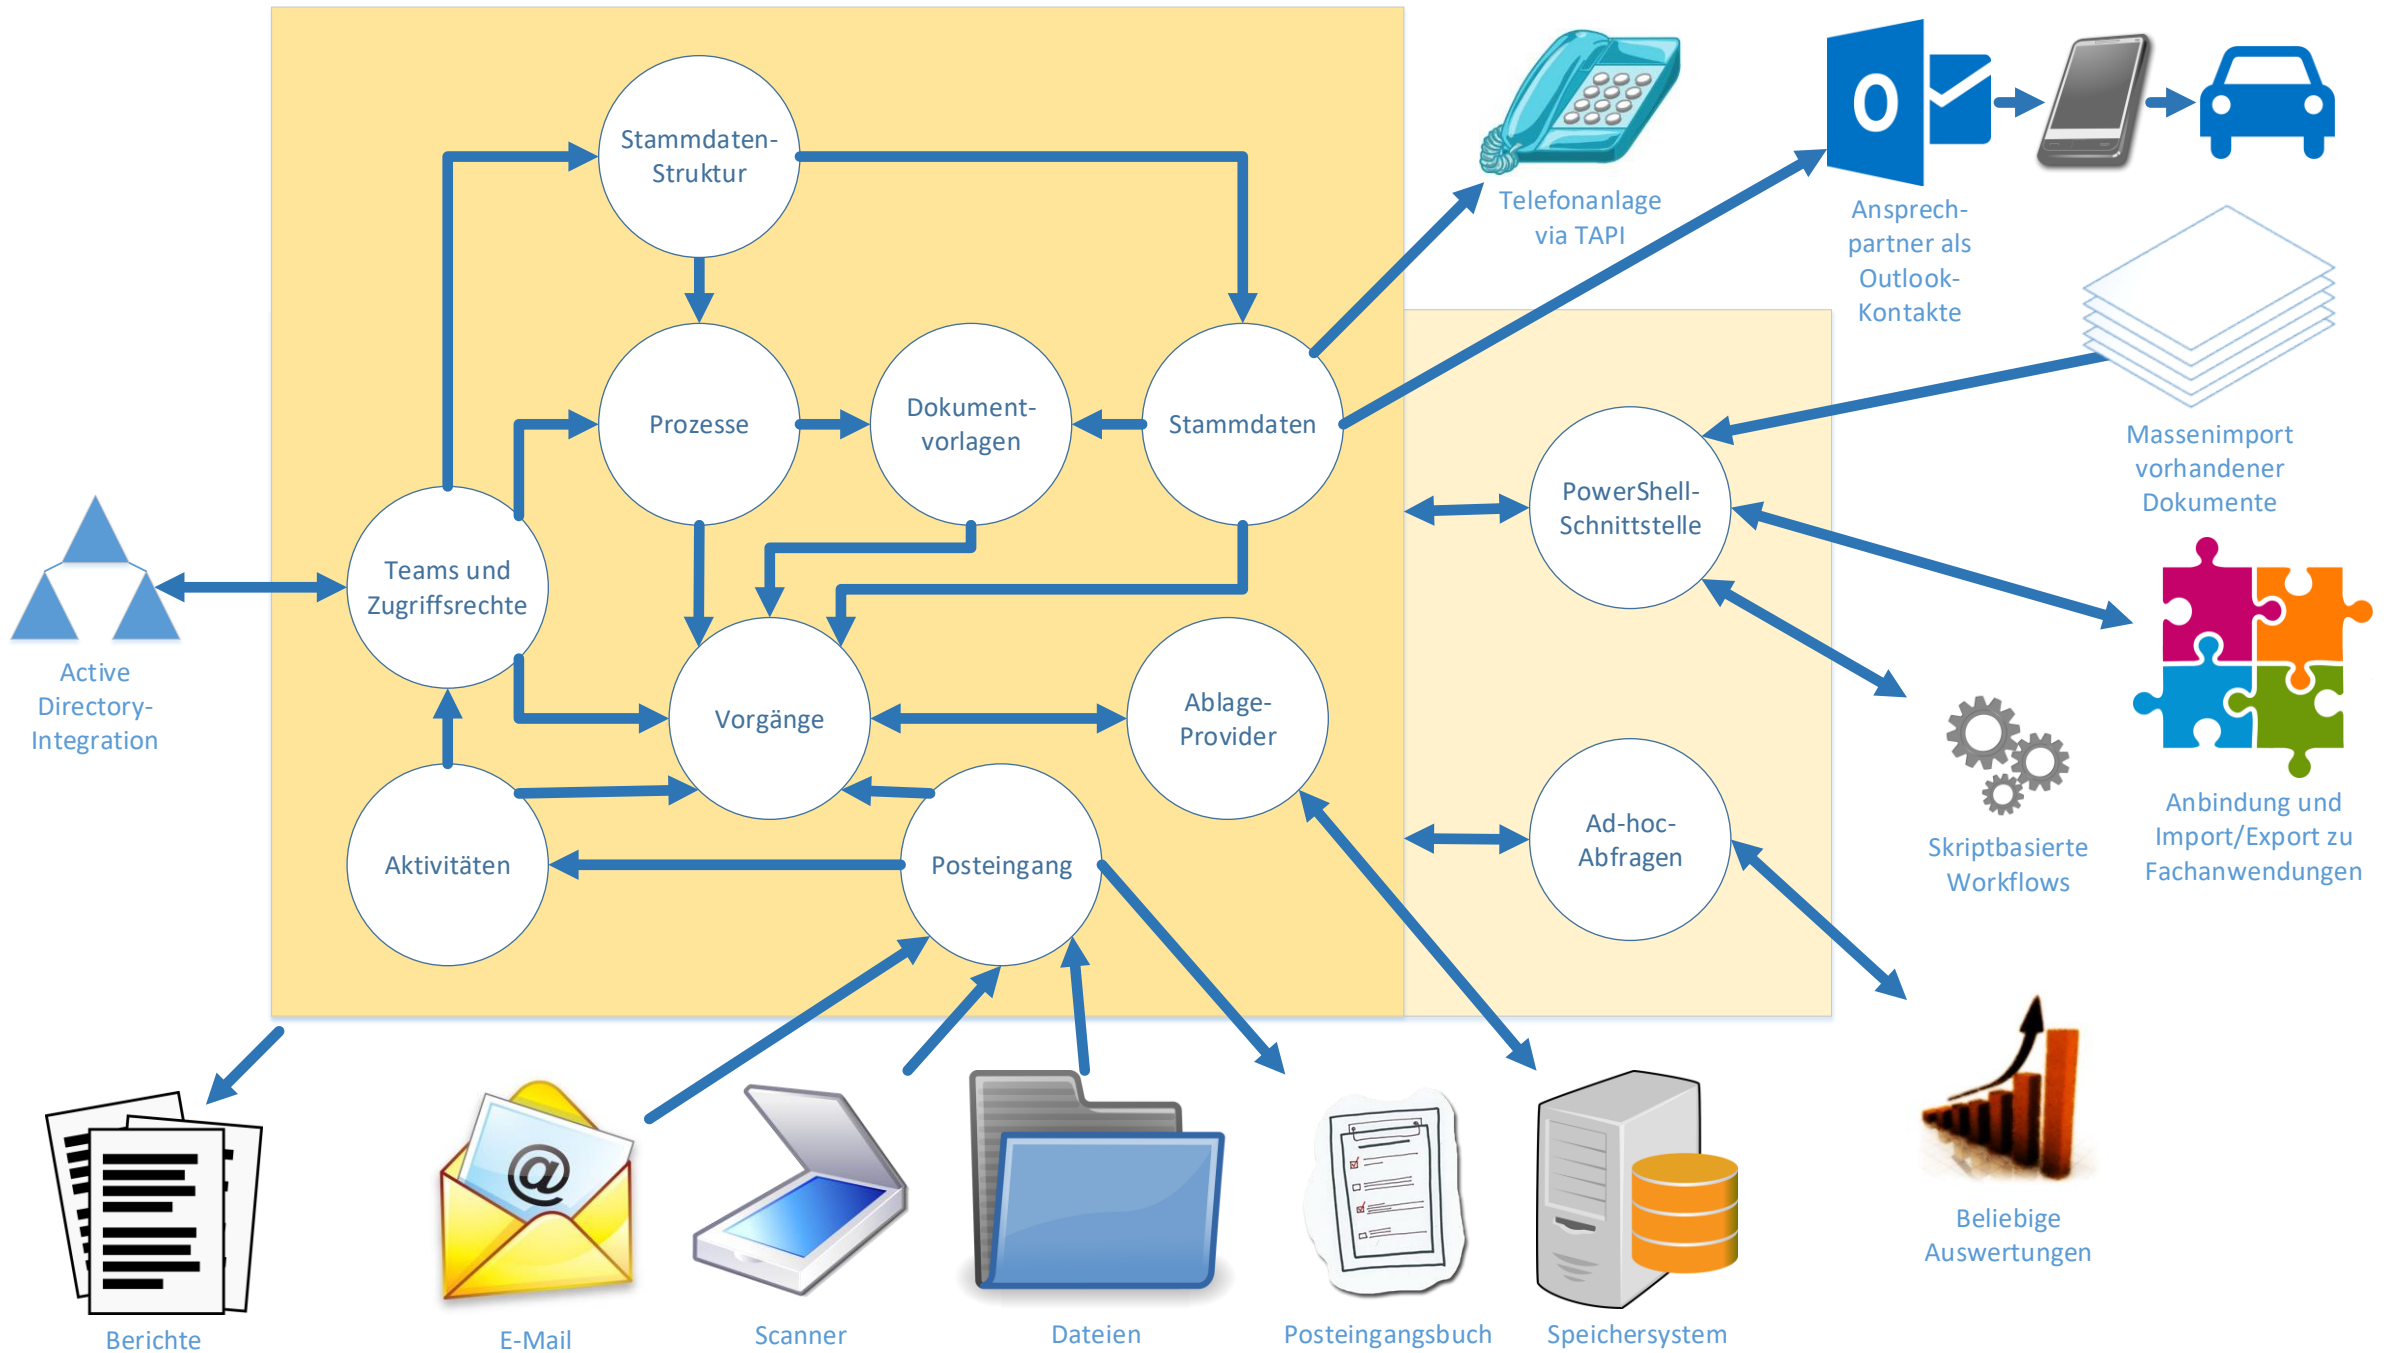 Stammdaten-
Struktur
Telefonanlage
via TAPI
O
Ansprech-
partner als
Outlook-
Kontakte
Prozesse
Dokument-
vorlagen
Stammdaten
Massenimport
vorhandener
Dokumente
PowerShell-
Schnittstelle
Teams und
Zugriffsrechte
Active
Directory-
Integration
Vorgänge
Ablage-
Provider
Aktivitäten
Posteingang
Ad-hoc-
Abfragen
Skriptbasierte
Workflows
Anbindung und
Import/Export zu
Fachanwendungen
Beliebige
Auswertungen
@
Berichte
E-Mail
Scanner
Dateien
Posteingangsbuch
Speichersystem